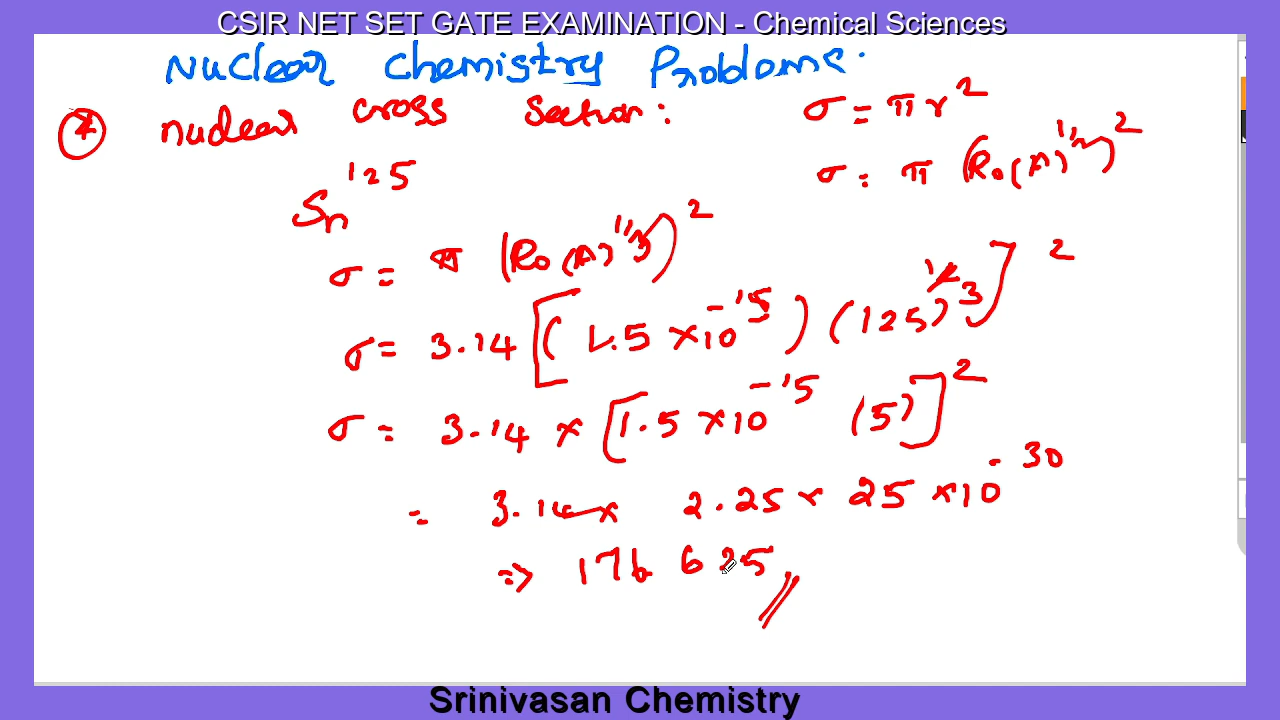 CSIR NET SET GATE EXAMINATION - Chemical Sciences
Nuclear Chemistry Problems.
* nuclear cross Section: σ = πr²
Sn¹²⁵ σ = π (R₀(A)^1/3)²
σ = π (R₀(A)^1/3)²
σ = 3.14 [(1.5 × 10⁻¹⁵) (125)^1/3]²
σ = 3.14 × [1.5 × 10⁻¹⁵ (5)]²
= 3.14 × 2.25 × 25 × 10⁻³⁰
⇒ 176 625 //
Srinivasan Chemistry